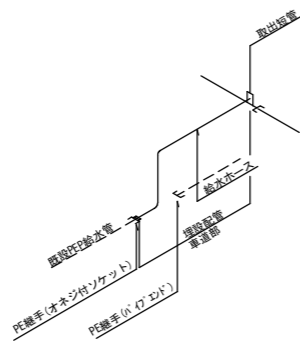 取出短管
給水ホース
既設PEP給水管
埋設配管
車道部
PE継手(オネジ付ソケット)
PE継手(パイプエンド)